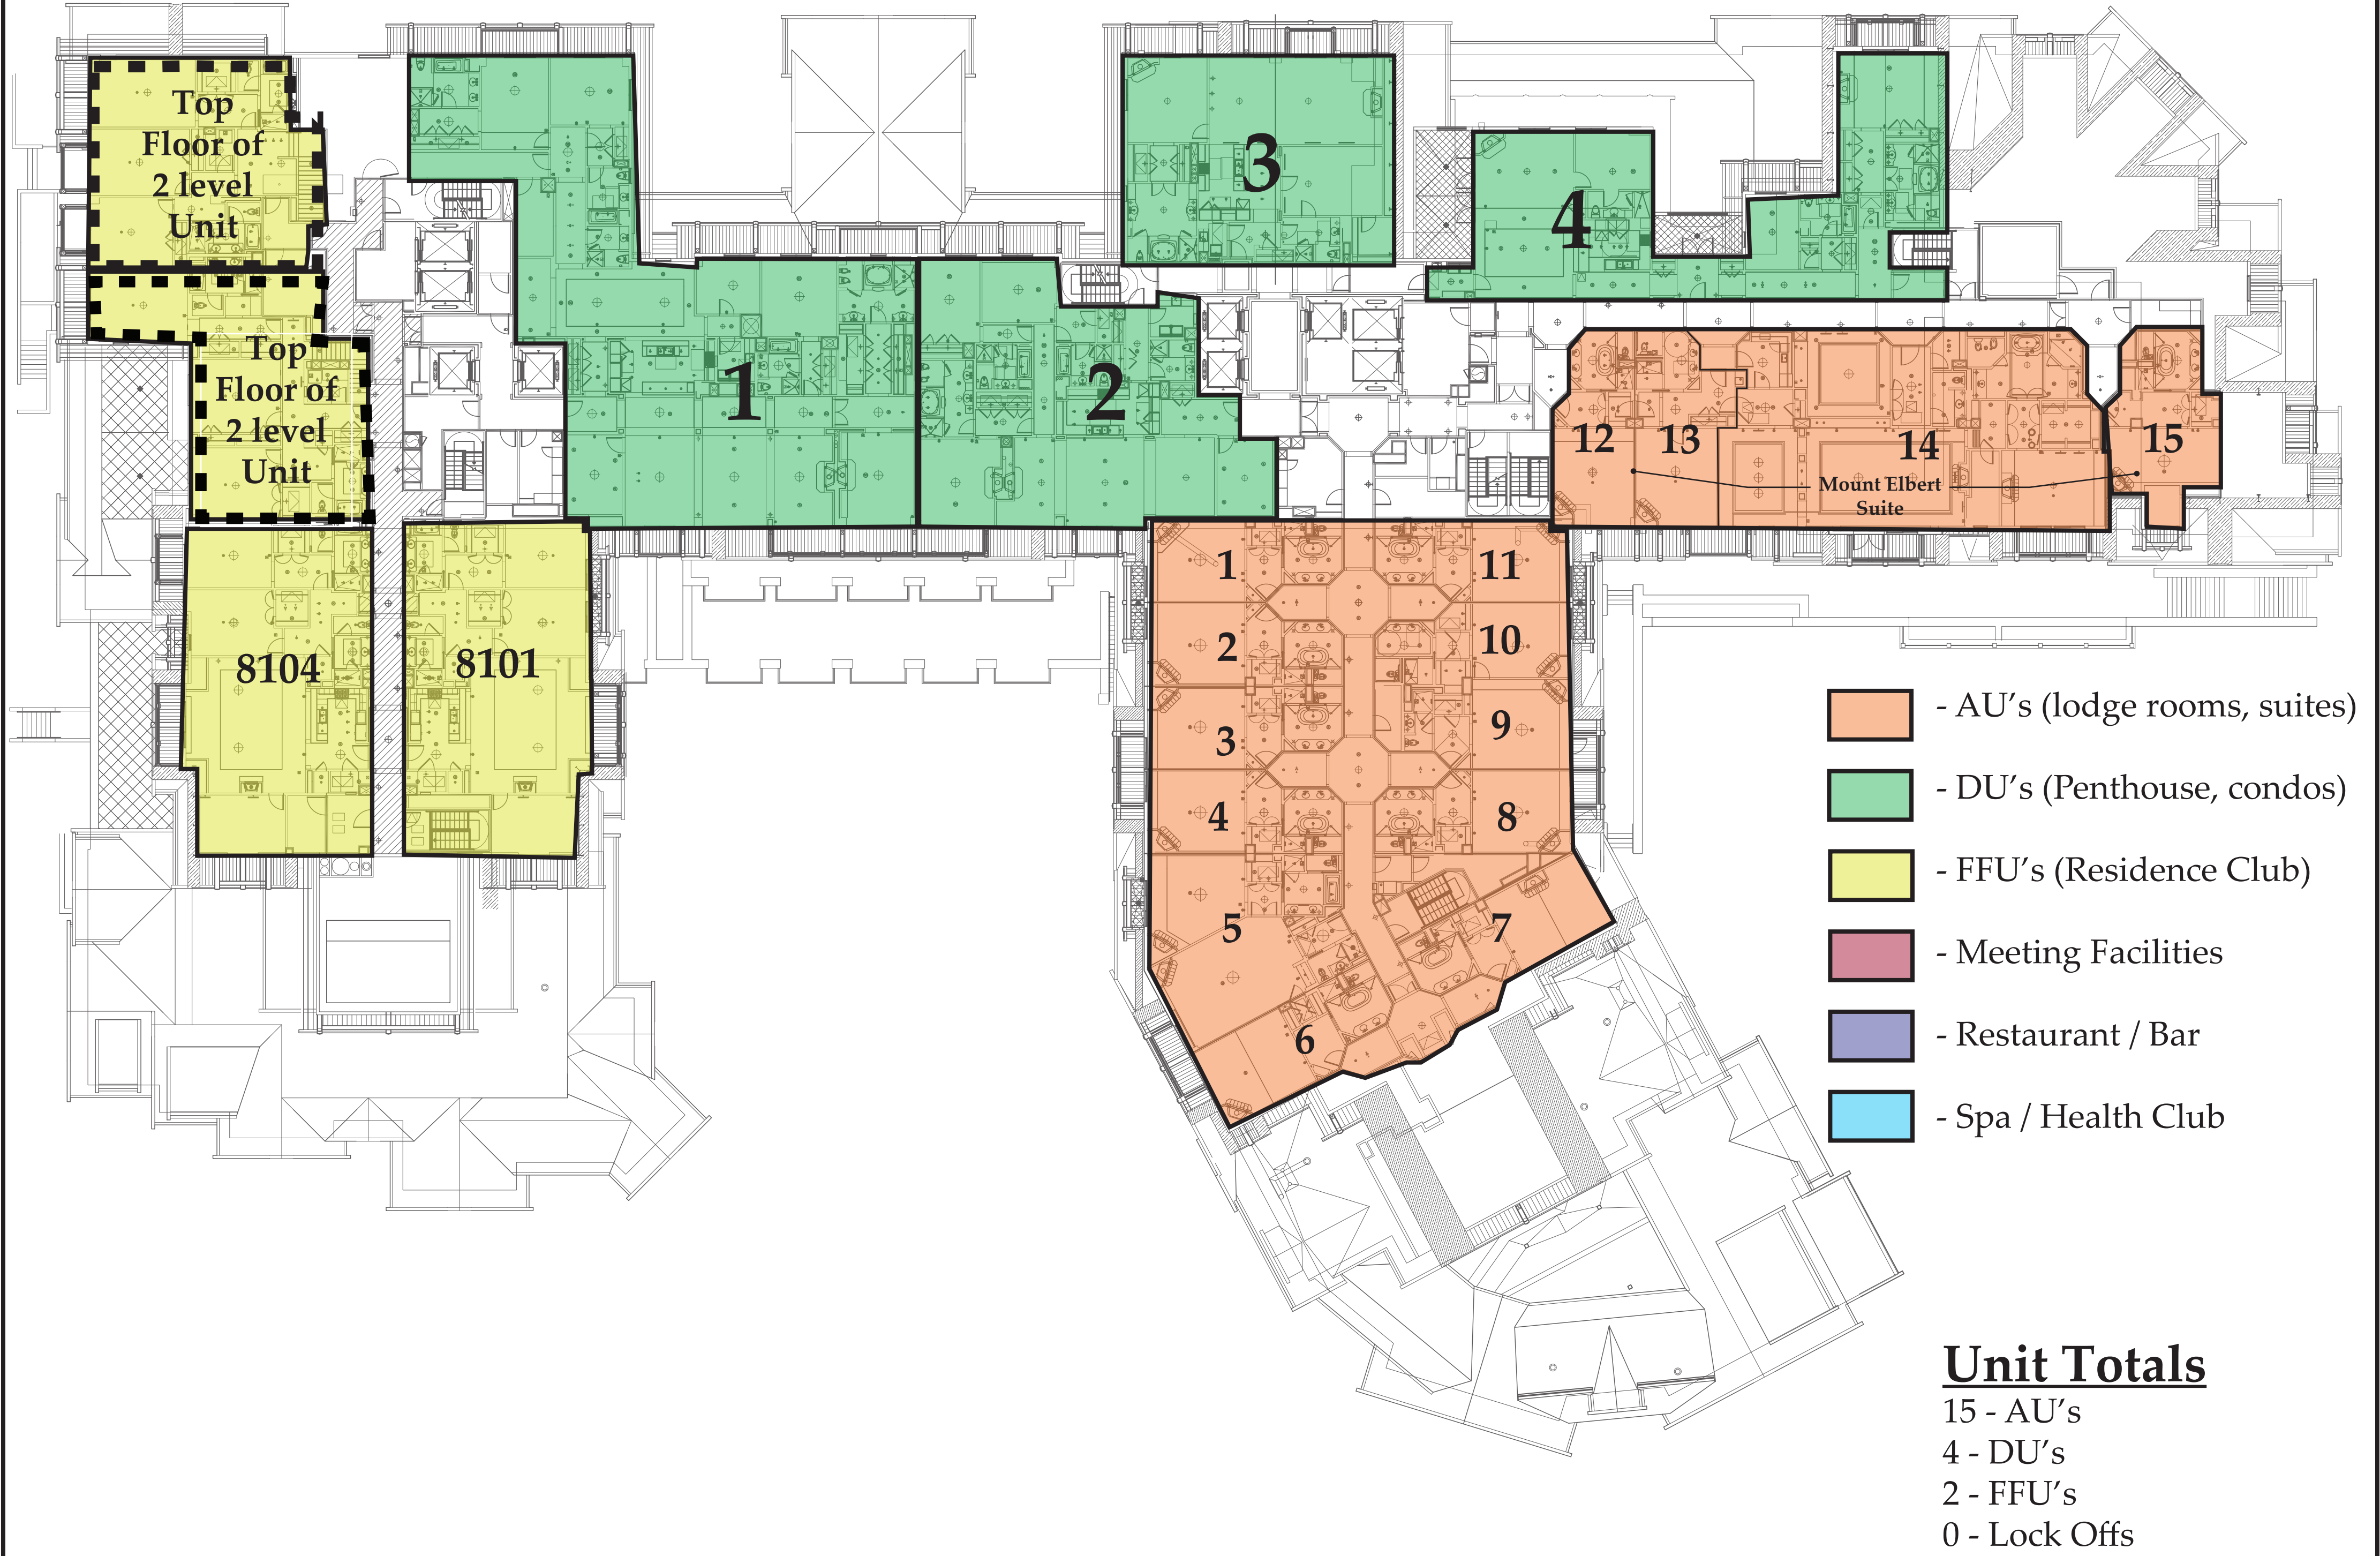 Top
Floor of
2 level
Unit
Top
Floor of
2 level
Unit
1
2
3
4
12
13
14
15
Mount Elbert
Suite
8104
8101
1
11
2
10
3
9
4
8
5
7
6
- AU's (lodge rooms, suites)
- DU's (Penthouse, condos)
- FFU's (Residence Club)
- Meeting Facilities
- Restaurant / Bar
- Spa / Health Club
Unit Totals
15 - AU's
4 - DU's
2 - FFU's
0 - Lock Offs